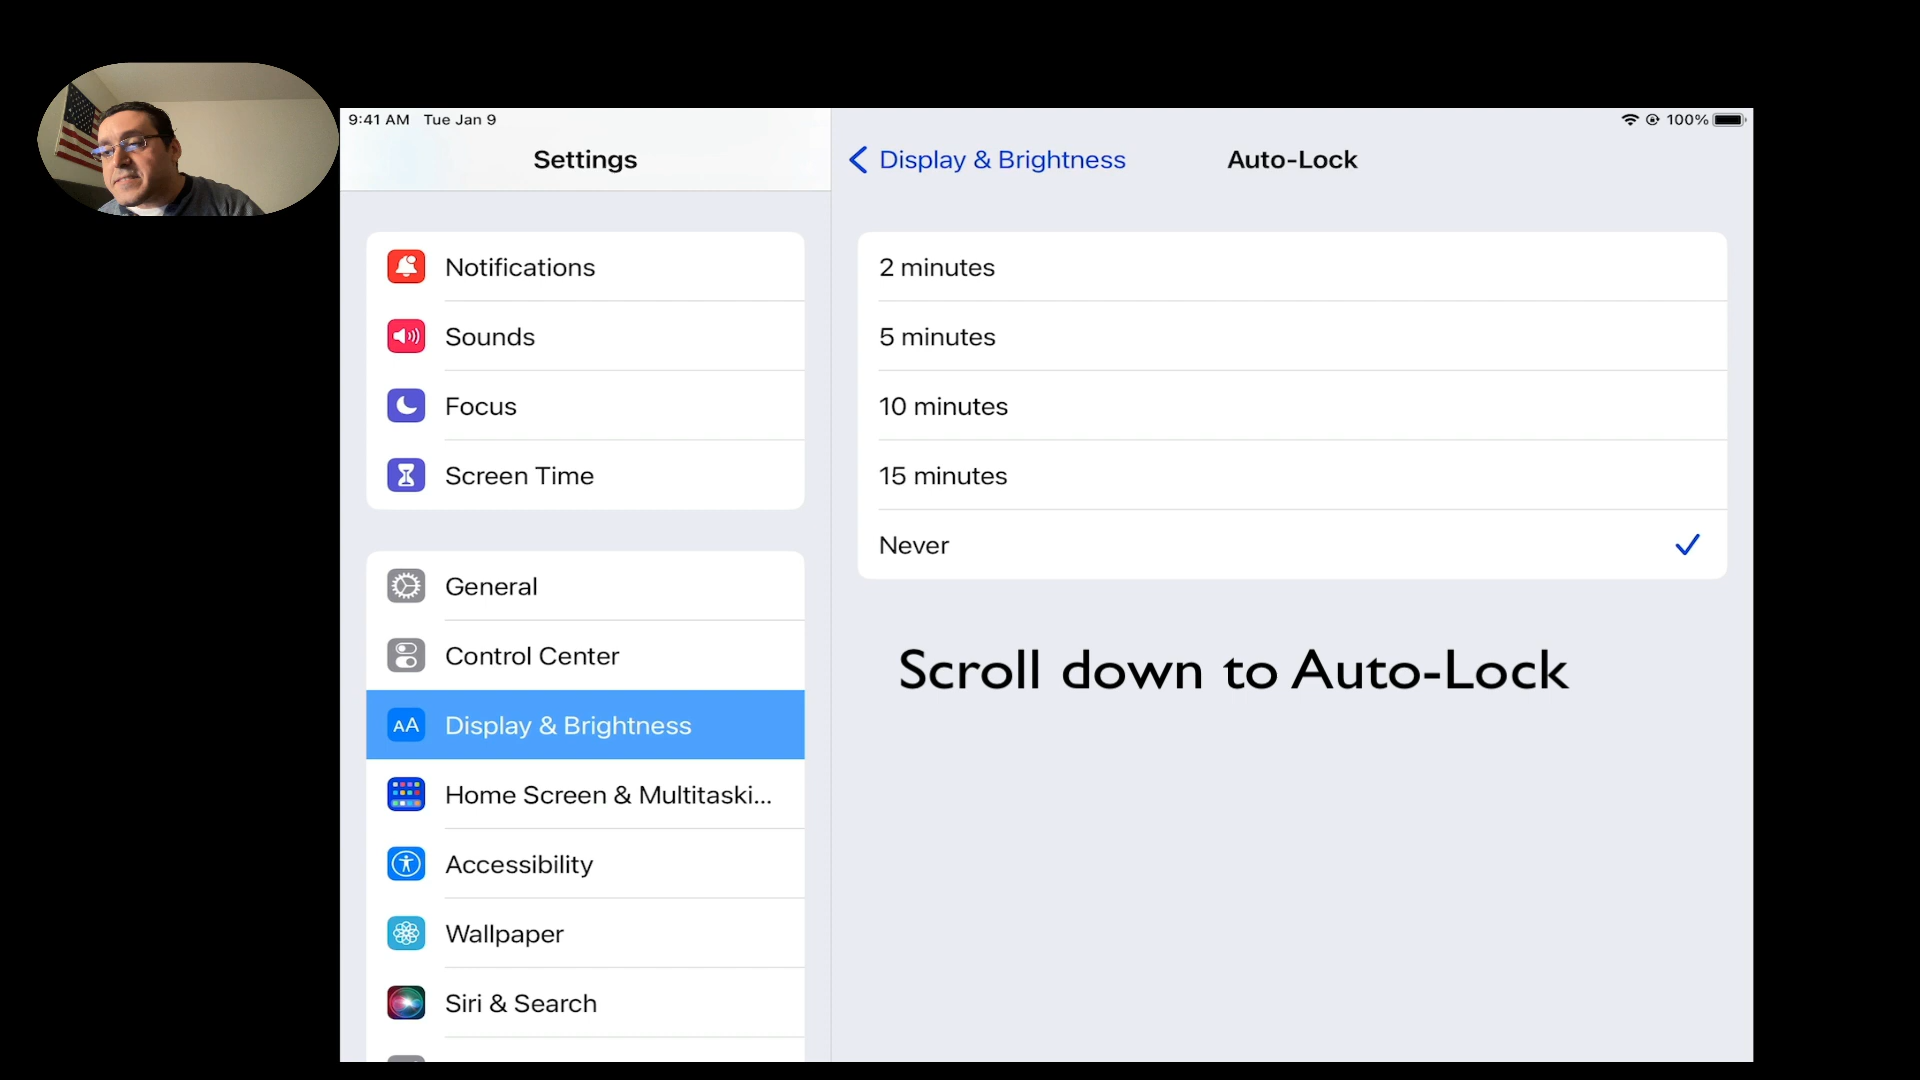 9:41 AM Tue Jan 9
100%
Settings
Display & Brightness
Auto-Lock
Notifications
Sounds
Focus
Screen Time
General
Control Center
AA Display & Brightness
Home Screen & Multitaski...
Accessibility
Wallpaper
Siri & Search
2 minutes
5 minutes
10 minutes
15 minutes
Never
Scroll down to Auto-Lock